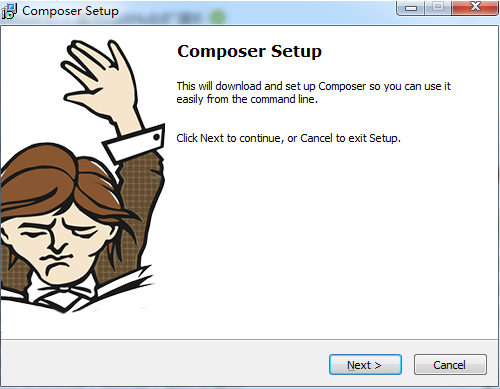 Composer Setup
Composer Setup
This will download and set up Composer so you can use it
easily from the command line.
Click Next to continue, or Cancel to exit Setup.
Next >
Cancel